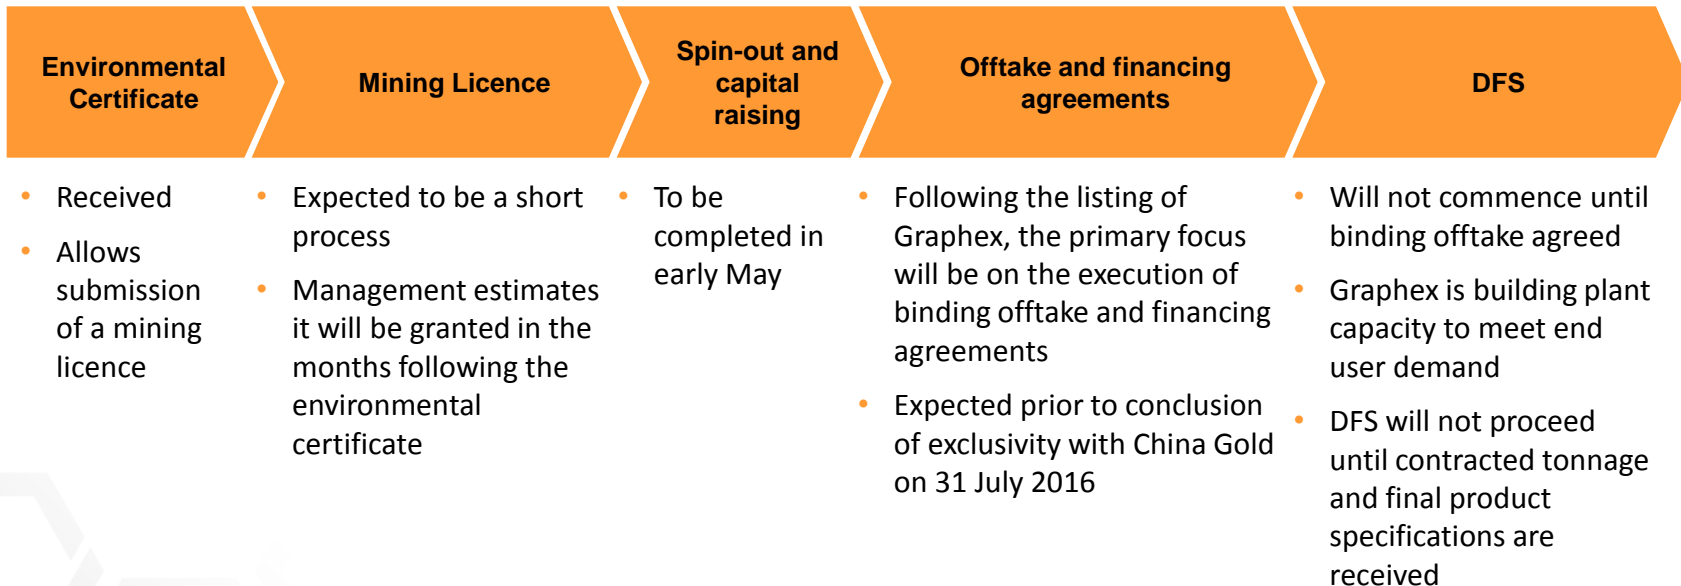 Environmental
Certificate
Mining Licence
Spin-out and
capital
raising
Offtake and financing
agreements
DFS
• Received
• Allows
submission
of a mining
licence
• Expected to be a short
process
• Management estimates
it will be granted in the
months following the
environmental
certificate
• To be
completed in
early May
• Following the listing of
Graphex, the primary focus
will be on the execution of
binding offtake and financing
agreements
• Expected prior to conclusion
of exclusivity with China Gold
on 31 July 2016
• Will not commence until
binding offtake agreed
• Graphex is building plant
capacity to meet end
user demand
• DFS will not proceed
until contracted tonnage
and final product
specifications are
received